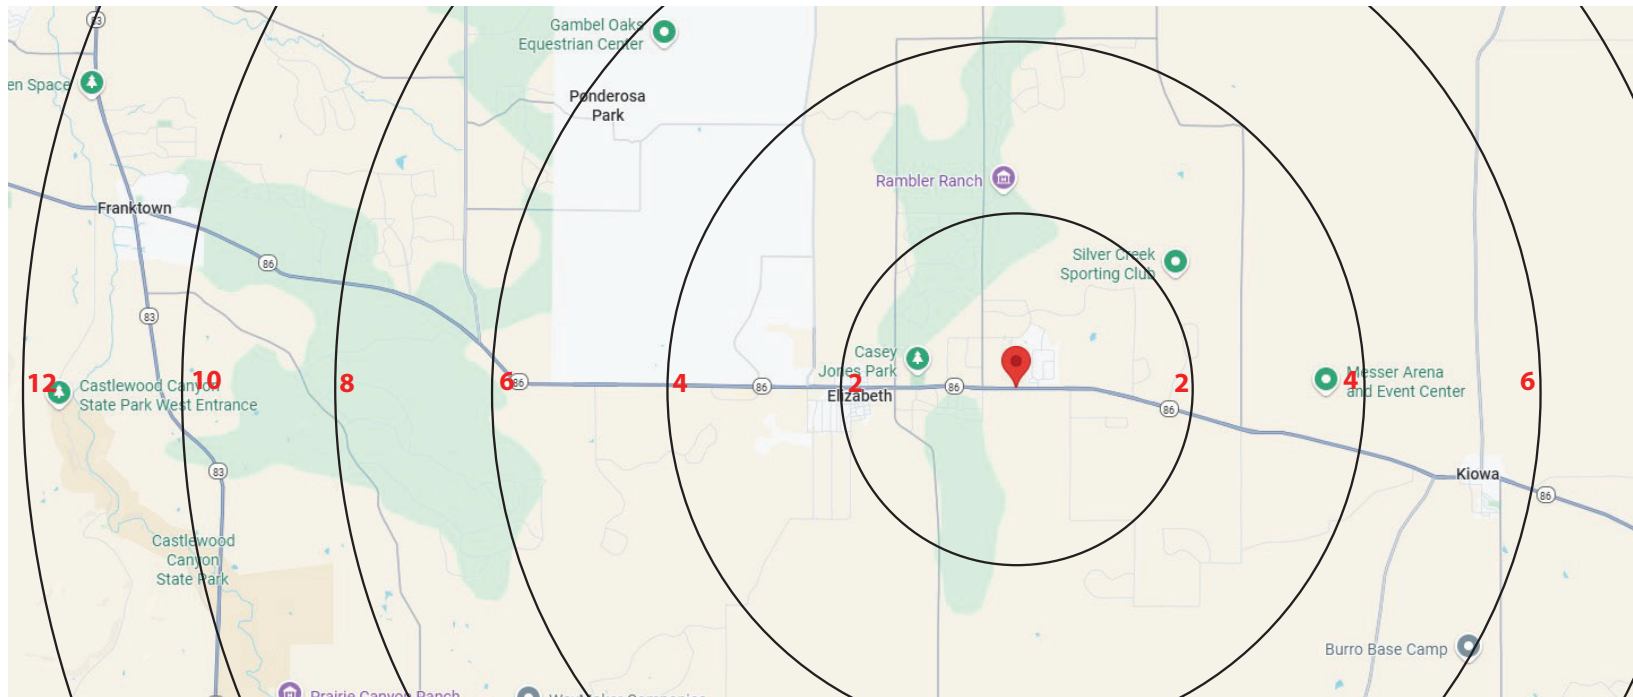 83
Gambel Oaks
Equestrian Center
en Space
Ponderosa
Park
Rambler Ranch
Franktown
86
Silver Creek
Sporting Club
83
Casey
Jones Park
12
10
8
6
86
4
86
2
86
2
4
6
Castlewood Canyon
State Park West Entrance
Elizabeth
Messer Arena
and Event Center
86
83
Kiowa
86
Castlewood
Canyon
State Park
Burro Base Camp
Prairie Canyon Ranch